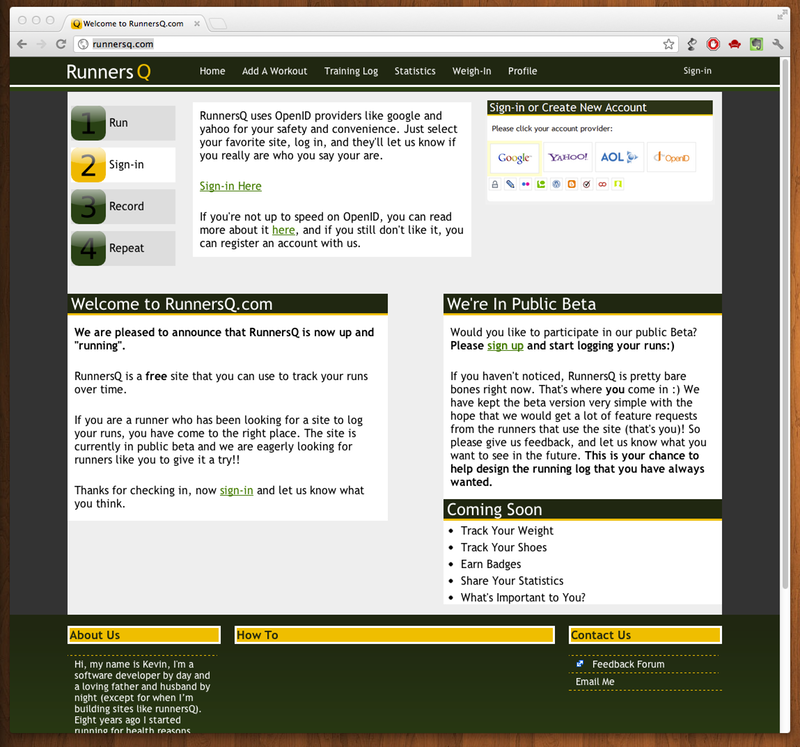 Welcome to RunnersQ.com
runnersq.com
Runners Q
Home Add A Workout Training Log Statistics Weigh-In Profile Sign-in
1 Run
2 Sign-in
3 Record
4 Repeat
RunnersQ uses OpenID providers like google and
yahoo for your safety and convenience. Just select
your favorite site, log in, and they'll let us know if
you really are who you say your are.
Sign-in Here
If you're not up to speed on OpenID, you can read
more about it here, and if you still don't like it, you
can register an account with us.
Sign-in or Create New Account
Please click your account provider:
Google YAHOO! AOL OpenID
Welcome to RunnersQ.com
We are pleased to announce that RunnersQ is now up and
"running".
RunnersQ is a free site that you can use to track your runs
over time.
If you are a runner who has been looking for a site to log
your runs, you have come to the right place. The site is
currently in public beta and we are eagerly looking for
runners like you to give it a try!!
Thanks for checking in, now sign-in and let us know what
you think.
We're In Public Beta
Would you like to participate in our public Beta?
Please sign up and start logging your runs:)
If you haven't noticed, RunnersQ is pretty bare
bones right now. That's where you come in :) We
have kept the beta version very simple with the
hope that we would get a lot of feature requests
from the runners that use the site (that's you)! So
please give us feedback, and let us know what you
want to see in the future. This is your chance to
help design the running log that you have always
wanted.
Coming Soon
• Track Your Weight
• Track Your Shoes
• Earn Badges
• Share Your Statistics
• What's Important to You?
About Us
Hi, my name is Kevin, I'm a
software developer by day and
a loving father and husband by
night (except for when I'm
building sites like runnersQ).
Eight years ago I started
running for health reasons
How To
Contact Us
Feedback Forum
Email Me